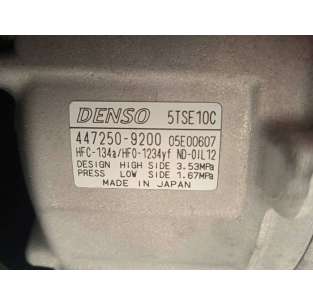 DENSO 5TSE10C
447250-9200 05E00607
HFC-134a/HFO-1234yf ND-OIL12
DESIGN HIGH SIDE 3.53MPa
PRESS LOW SIDE 1.67MPa
MADE IN JAPAN